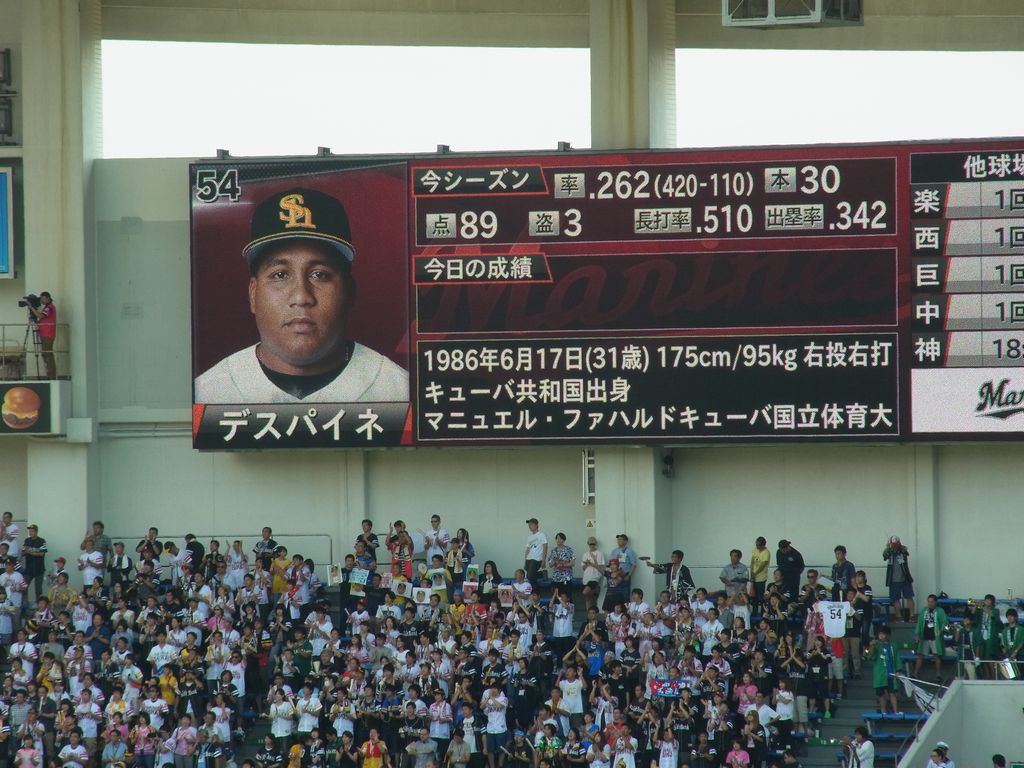 54
SH
デスパイネ
今シーズン 率 .262(420-110) 本 30
点 89 盗 3 長打率 .510 出塁率 .342
今日の成績
Marines
1986年6月17日(31歳) 175cm/95kg 右投右打
キューバ共和国出身
マニュエル・ファハルドキューバ国立体育大
他球場
楽 1回
西 1回
巨 1回
中 1回
神 18:
Mar
54